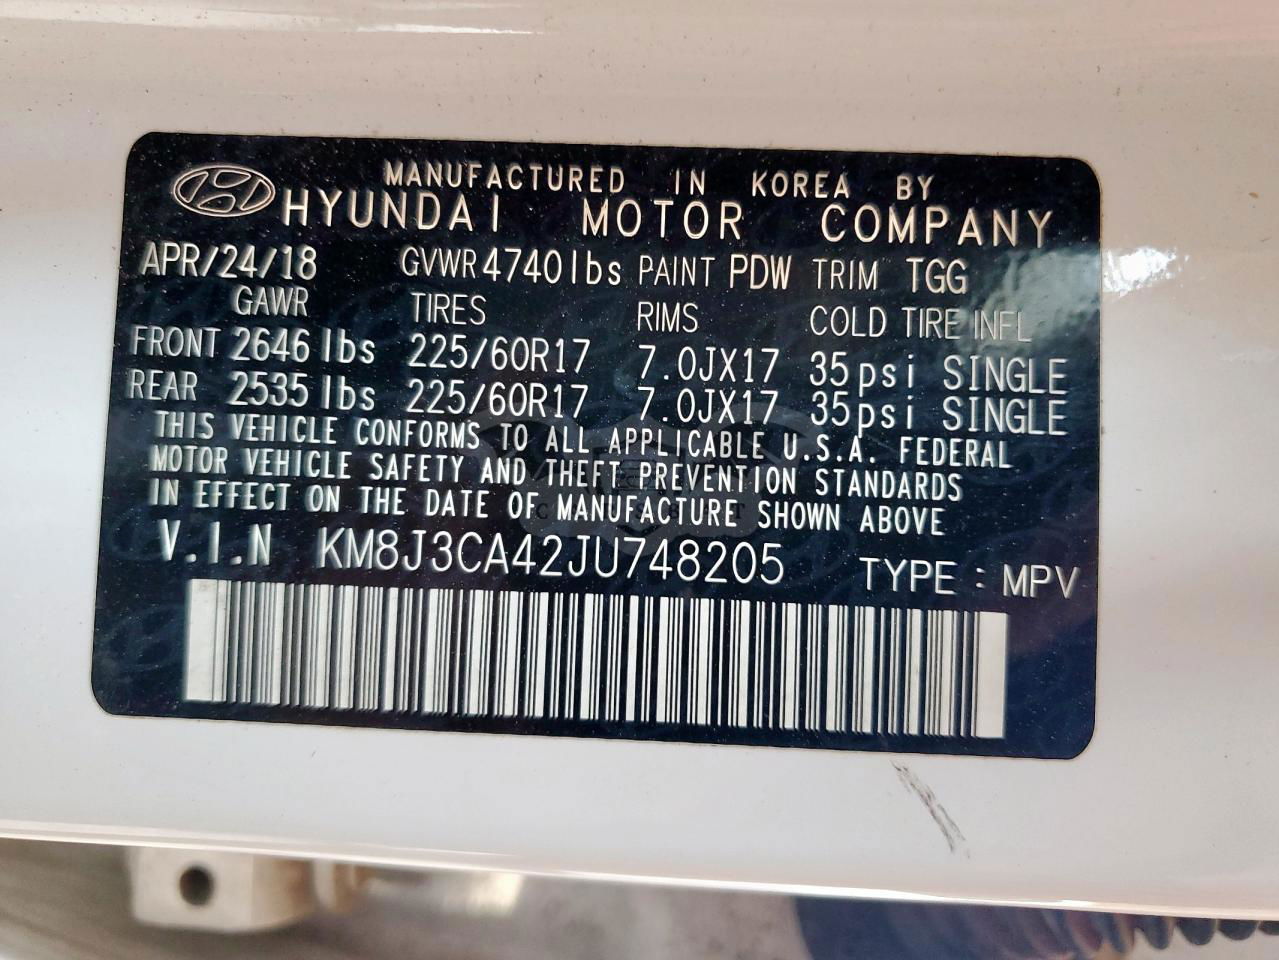 MANUFACTURED IN KOREA BY
HYUNDAI MOTOR COMPANY
APR/24/18 GVWR 4740lbs PAINT PDW TRIM TGG
GAWR TIRES RIMS COLD TIRE INFL
FRONT 2646 lbs 225/60R17 7.0JX17 35psi SINGLE
REAR 2535 lbs 225/60R17 7.0JX17 35psi SINGLE
THIS VEHICLE CONFORMS TO ALL APPLICABLE U.S.A. FEDERAL
MOTOR VEHICLE SAFETY AND THEFT PREVENTION STANDARDS
IN EFFECT ON THE DATE OF MANUFACTURE SHOWN ABOVE
V.I.N KM8J3CA42JU748205 TYPE : MPV